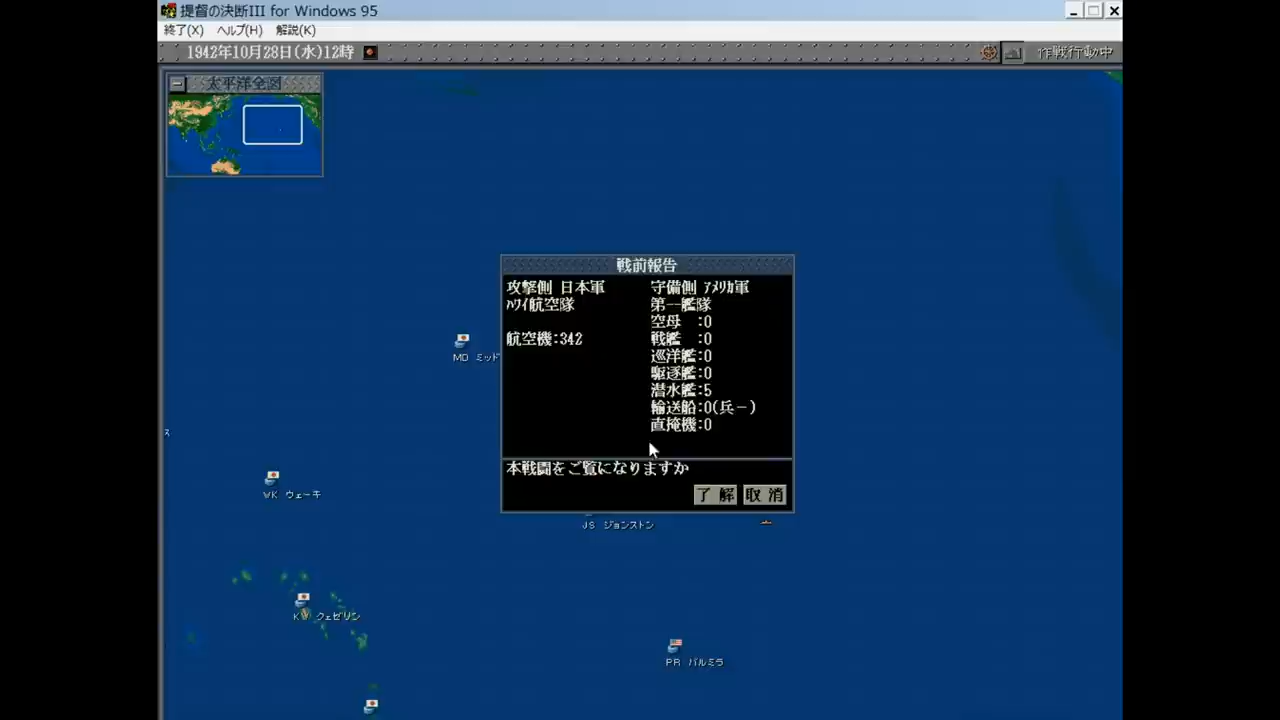 提督の決断III for Windows 95
終了(X) ヘルプ(H) 解説(K)
1942年10月28日(水)12時
作戦行動中
太平洋全図
戦前報告
攻撃側 日本軍
ハワイ航空隊
航空機:342
守備側 アメリカ軍
第一艦隊
空母 :0
戦艦 :0
巡洋艦:0
駆逐艦:0
潜水艦:5
輸送船:0(兵－)
直掩機:0
本戦闘をご覧になりますか
了解 取消
MD ミッド
ス
WK ウェーキ
JS ジョンストン
KW クェゼリン
PR パルミラ